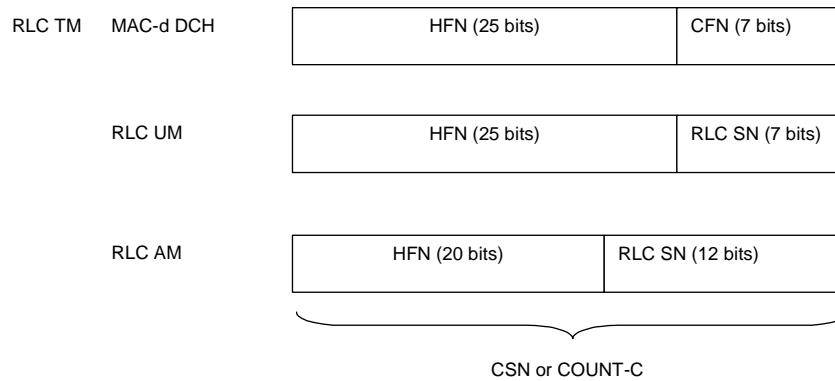 RLC TM MAC-d DCH HFN (25 bits) CFN (7 bits)
RLC UM HFN (25 bits) RLC SN (7 bits)
RLC AM HFN (20 bits) RLC SN (12 bits)
CSN or COUNT-C